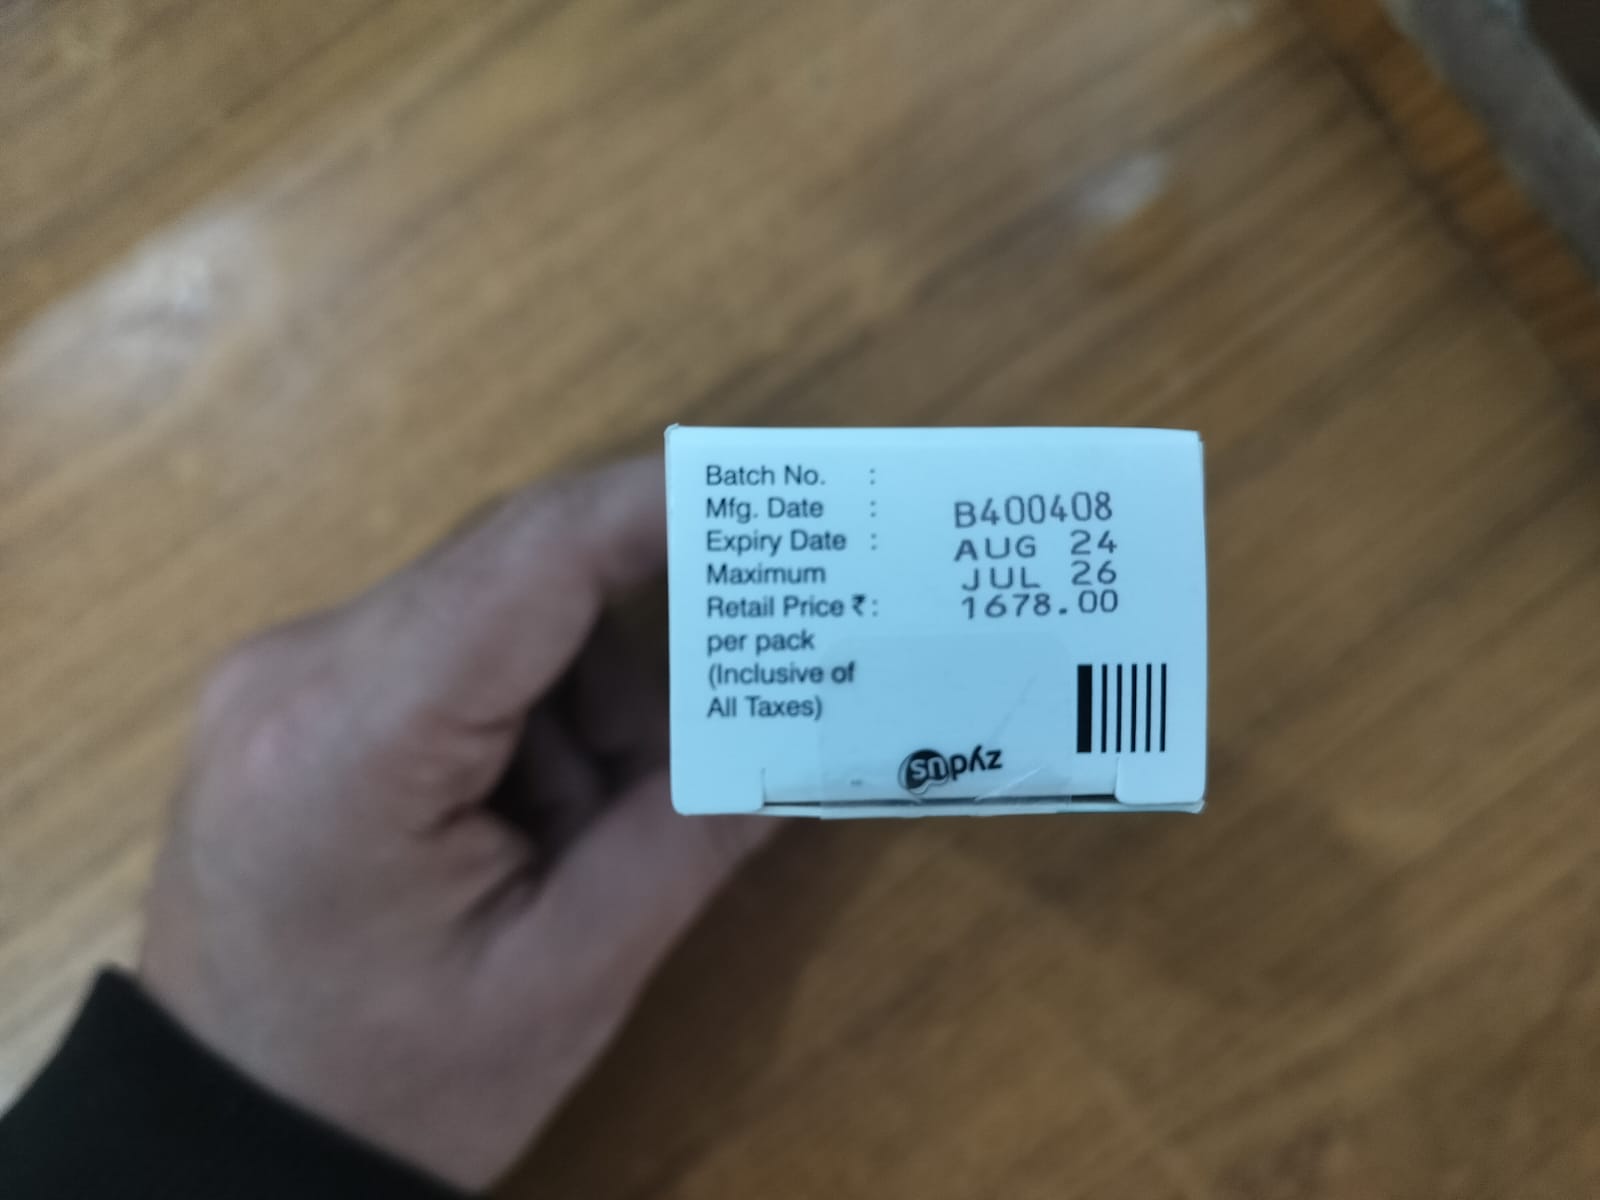 Batch No. :
Mfg. Date : B400408
Expiry Date : AUG 24
Maximum JUL 26
Retail Price ₹ : 1678.00
per pack
(Inclusive of
All Taxes)
zydus